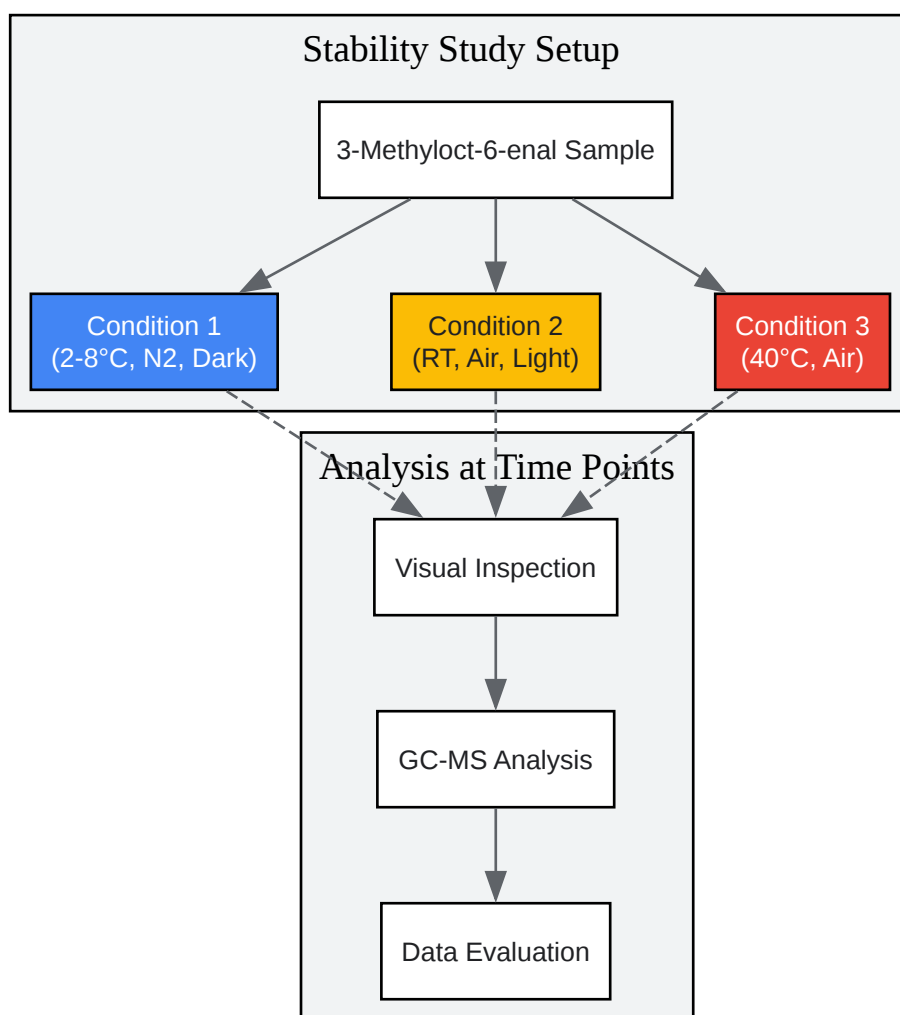 Stability Study Setup
3-Methyloct-6-enal Sample
Condition 1
(2-8°C, N2, Dark)
Condition 2
(RT, Air, Light)
Condition 3
(40°C, Air)
Analysis at Time Points
Visual Inspection
GC-MS Analysis
Data Evaluation